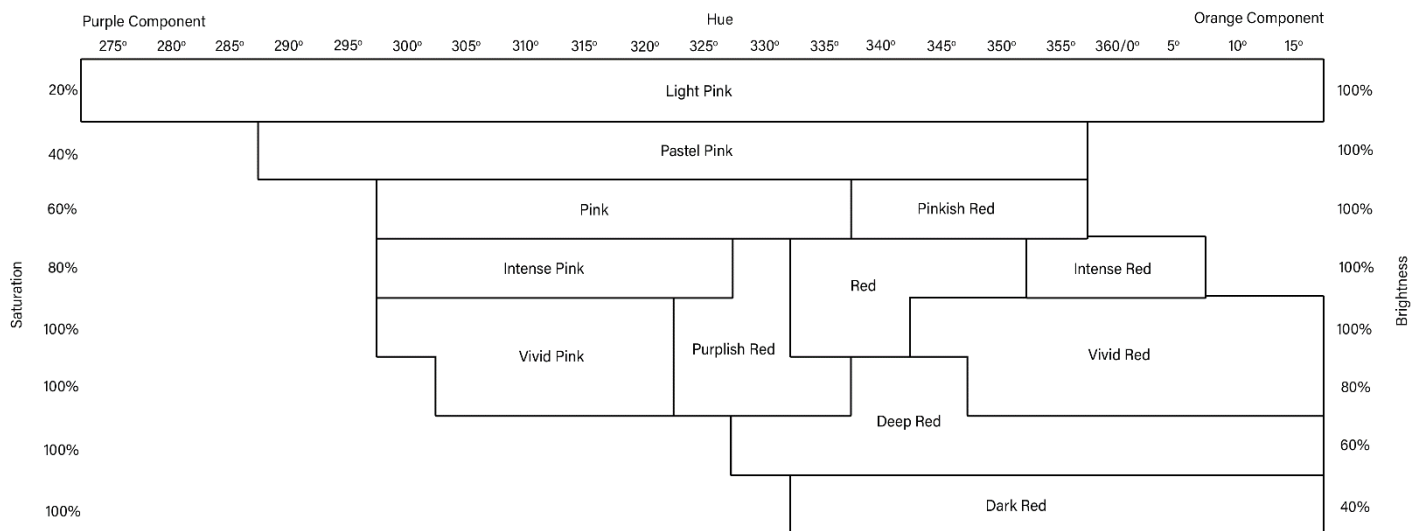 Purple Component Hue Orange Component
275º 280º 285º 290º 295º 300º 305º 310º 315º 320º 325º 330º 335º 340º 345º 350º 355º 360/0º 5º 10º 15º
20% Light Pink 100%
40% Pastel Pink 100%
60% Pink Pinkish Red 100%
80% Intense Pink Red Intense Red 100%
Saturation
Brightness
100% Vivid Pink Purplish Red Vivid Red 100%
100% 80%
100% Deep Red 60%
100% Dark Red 40%